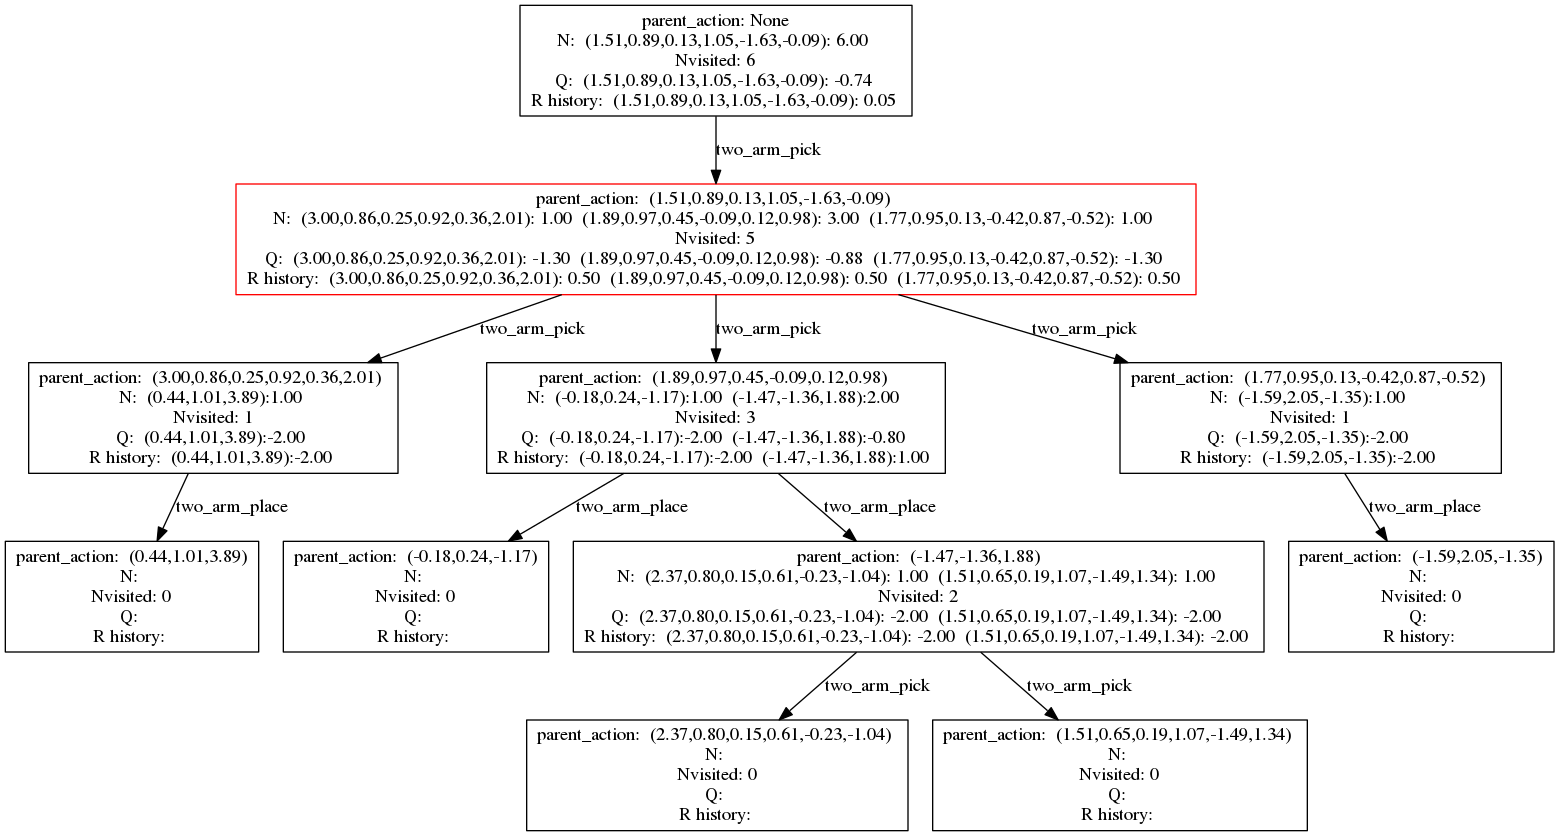 parent_action: None
N:  (1.51,0.89,0.13,1.05,-1.63,-0.09): 6.00
Nvisited: 6
Q:  (1.51,0.89,0.13,1.05,-1.63,-0.09): -0.74
R history:  (1.51,0.89,0.13,1.05,-1.63,-0.09): 0.05
two_arm_pick
parent_action:  (1.51,0.89,0.13,1.05,-1.63,-0.09)
N:  (3.00,0.86,0.25,0.92,0.36,2.01): 1.00  (1.89,0.97,0.45,-0.09,0.12,0.98): 3.00  (1.77,0.95,0.13,-0.42,0.87,-0.52): 1.00
Nvisited: 5
Q:  (3.00,0.86,0.25,0.92,0.36,2.01): -1.30  (1.89,0.97,0.45,-0.09,0.12,0.98): -0.88  (1.77,0.95,0.13,-0.42,0.87,-0.52): -1.30
R history:  (3.00,0.86,0.25,0.92,0.36,2.01): 0.50  (1.89,0.97,0.45,-0.09,0.12,0.98): 0.50  (1.77,0.95,0.13,-0.42,0.87,-0.52): 0.50
two_arm_pick
two_arm_pick
two_arm_pick
parent_action:  (3.00,0.86,0.25,0.92,0.36,2.01)
N:  (0.44,1.01,3.89):1.00
Nvisited: 1
Q:  (0.44,1.01,3.89):-2.00
R history:  (0.44,1.01,3.89):-2.00
parent_action:  (1.89,0.97,0.45,-0.09,0.12,0.98)
N:  (-0.18,0.24,-1.17):1.00  (-1.47,-1.36,1.88):2.00
Nvisited: 3
Q:  (-0.18,0.24,-1.17):-2.00  (-1.47,-1.36,1.88):-0.80
R history:  (-0.18,0.24,-1.17):-2.00  (-1.47,-1.36,1.88):1.00
parent_action:  (1.77,0.95,0.13,-0.42,0.87,-0.52)
N:  (-1.59,2.05,-1.35):1.00
Nvisited: 1
Q:  (-1.59,2.05,-1.35):-2.00
R history:  (-1.59,2.05,-1.35):-2.00
two_arm_place
two_arm_place
two_arm_place
two_arm_place
parent_action:  (0.44,1.01,3.89)
N:
Nvisited: 0
Q:
R history:
parent_action:  (-0.18,0.24,-1.17)
N:
Nvisited: 0
Q:
R history:
parent_action:  (-1.47,-1.36,1.88)
N:  (2.37,0.80,0.15,0.61,-0.23,-1.04): 1.00  (1.51,0.65,0.19,1.07,-1.49,1.34): 1.00
Nvisited: 2
Q:  (2.37,0.80,0.15,0.61,-0.23,-1.04): -2.00  (1.51,0.65,0.19,1.07,-1.49,1.34): -2.00
R history:  (2.37,0.80,0.15,0.61,-0.23,-1.04): -2.00  (1.51,0.65,0.19,1.07,-1.49,1.34): -2.00
parent_action:  (-1.59,2.05,-1.35)
N:
Nvisited: 0
Q:
R history:
two_arm_pick
two_arm_pick
parent_action:  (2.37,0.80,0.15,0.61,-0.23,-1.04)
N:
Nvisited: 0
Q:
R history:
parent_action:  (1.51,0.65,0.19,1.07,-1.49,1.34)
N:
Nvisited: 0
Q:
R history: